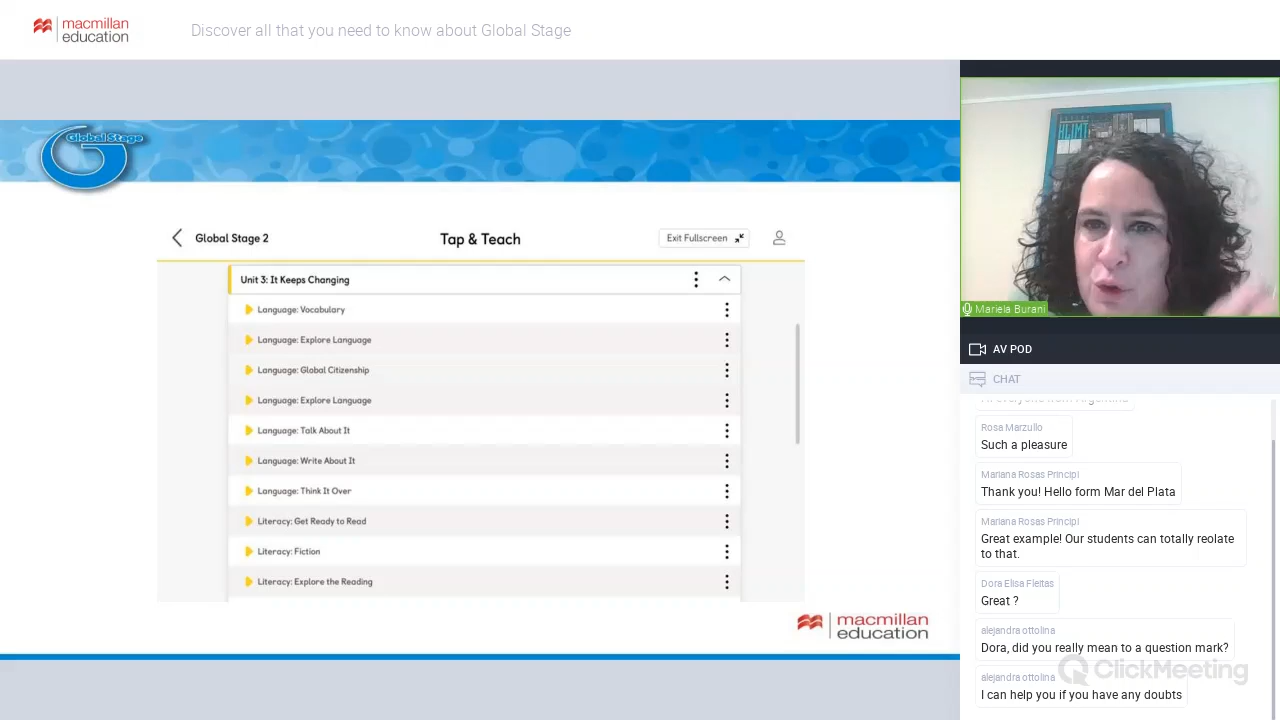 macmillan
education
Discover all that you need to know about Global Stage
Global Stage
Global Stage 2
Tap & Teach
Exit Fullscreen
Unit 3: It Keeps Changing
Language: Vocabulary
Language: Explore Language
Language: Global Citizenship
Language: Explore Language
Language: Talk About It
Language: Write About It
Language: Think It Over
Literacy: Get Ready to Read
Literacy: Fiction
Literacy: Explore the Reading
macmillan
education
KLIMT
Mariela Burani
AV POD
CHAT
Hi everyone from Argentina
Rosa Marzullo
Such a pleasure
Mariana Rosas Principi
Thank you! Hello form Mar del Plata
Mariana Rosas Principi
Great example! Our students can totally reolate
to that.
Dora Elisa Fleitas
Great ?
alejandra ottolina
Dora, did you really mean to a question mark?
alejandra ottolina
I can help you if you have any doubts
ClickMeeting